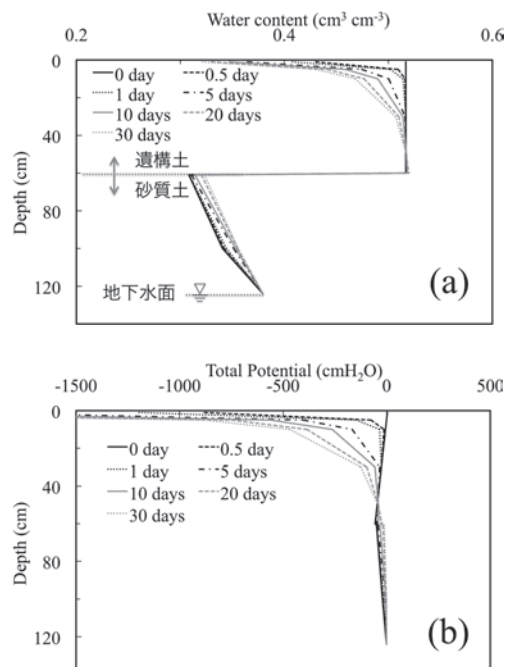 Water content (cm³ cm⁻³)
0.2 0.4 0.6
0
40
80
120
Depth (cm)
0 day 0.5 day
1 day 5 days
10 days 20 days
30 days
遺構土
砂質土
地下水面
(a)
Total Potential (cmH₂O)
-1500 -1000 -500 0 500
0
40
80
120
Depth (cm)
0 day 0.5 day
1 day 5 days
10 days 20 days
30 days
(b)